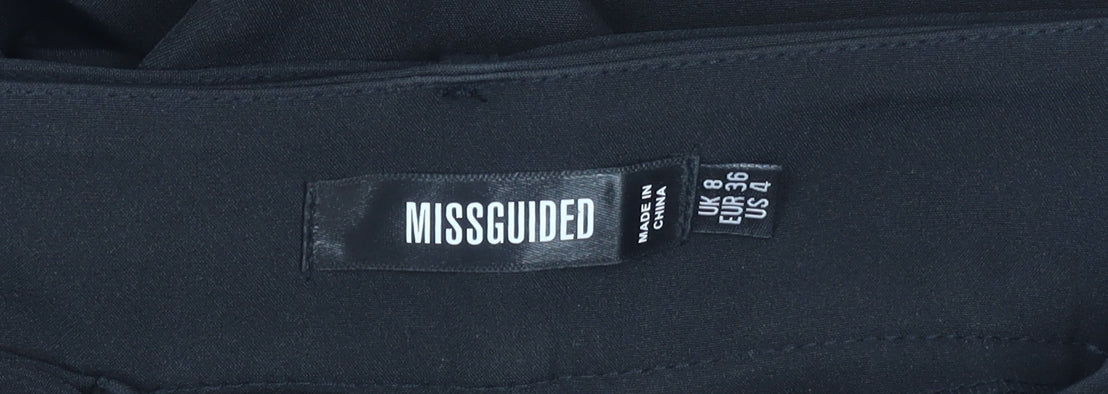 MISSGUIDED
MADE IN
CHINA
UK 8
EUR 36
US 4